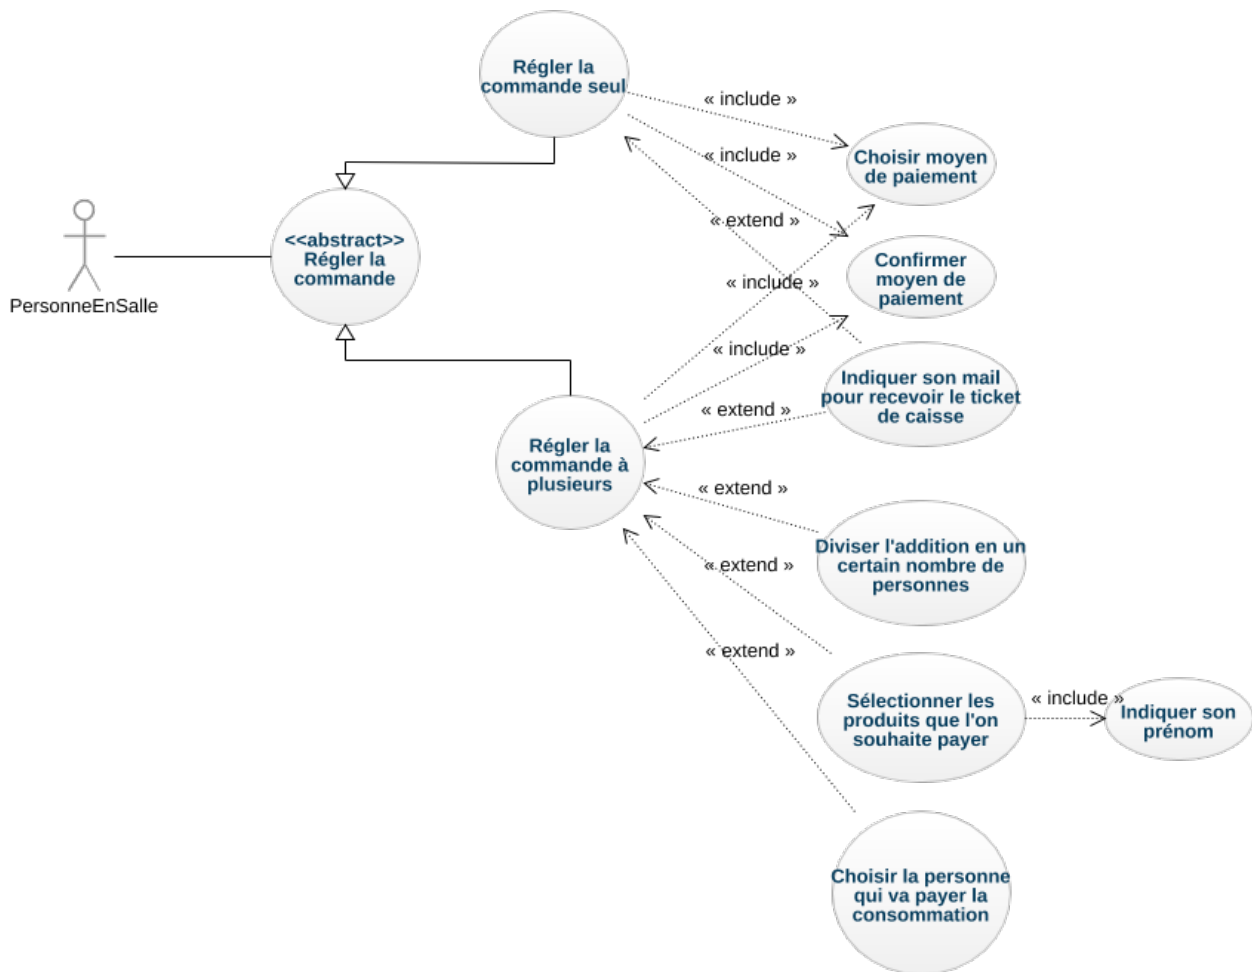 Régler la
commande seul
« include »
« include »
Choisir moyen
de paiement
<<abstract>>
Régler la
commande
« extend »
PersonneEnSalle
Confirmer
moyen de
paiement
« include »
« include »
Indiquer son mail
pour recevoir le ticket
de caisse
« extend »
Régler la
commande à
plusieurs
« extend »
Diviser l'addition en un
certain nombre de
personnes
« extend »
« extend »
Sélectionner les
produits que l'on
souhaite payer
« include »
Indiquer son
prénom
Choisir la personne
qui va payer la
consommation